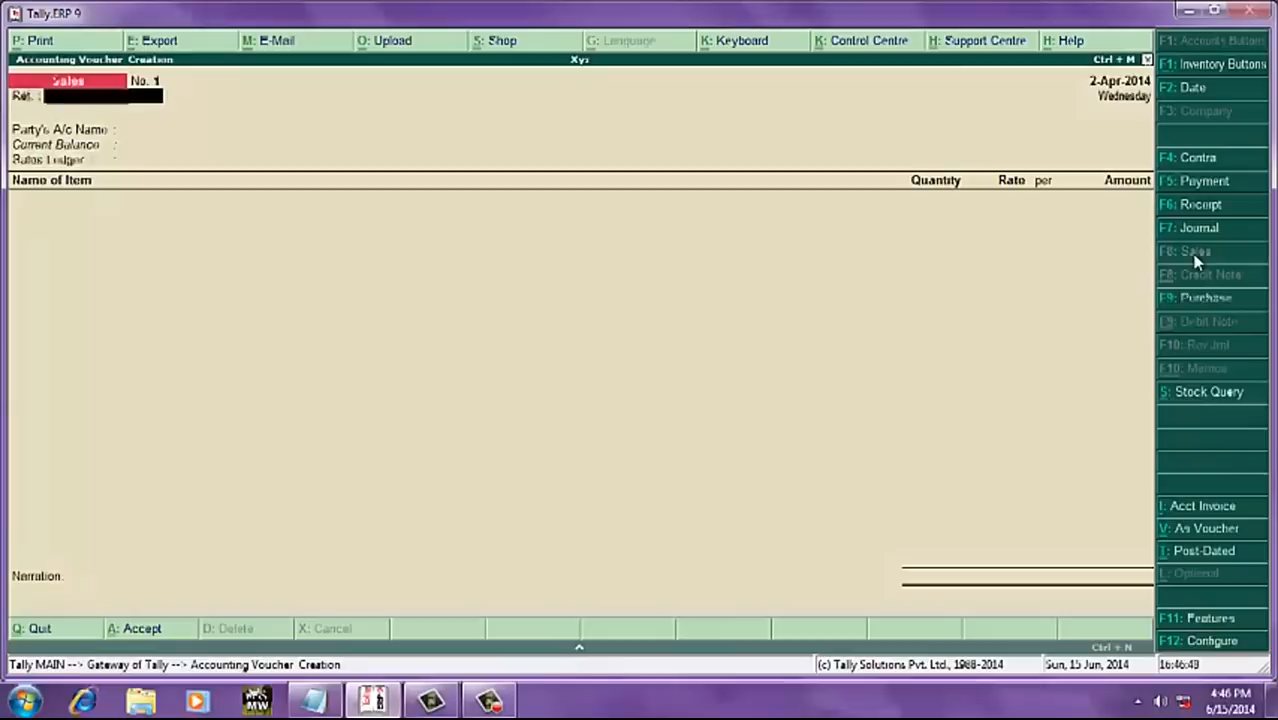 Tally.ERP 9
P: Print E: Export M: E-Mail O: Upload S: Shop G: Language K: Keyboard K: Control Centre H: Support Centre H: Help
F1: Accounts Buttons
Accounting Voucher Creation Xyz Ctrl + M
F1: Inventory Buttons
Sales No. 1 2-Apr-2014
F2: Date
Ref. : Wednesday
F3: Company
Party's A/c Name :
Current Balance :
Sales Ledger :
F4: Contra
Name of Item Quantity Rate per Amount
F5: Payment
F6: Receipt
F7: Journal
F8: Sales
F8: Credit Note
F9: Purchase
F9: Debit Note
F10: Rev Jrnl
F10: Memos
S: Stock Query
I: Acct Invoice
V: As Voucher
T: Post-Dated
L: Optional
Narration:
F11: Features
Q: Quit A: Accept D: Delete X: Cancel
F12: Configure
Ctrl + N
Tally MAIN --> Gateway of Tally --> Accounting Voucher Creation (c) Tally Solutions Pvt. Ltd., 1988-2014 Sun, 15 Jun, 2014 16:46:43
MW
4:46 PM
6/15/2014